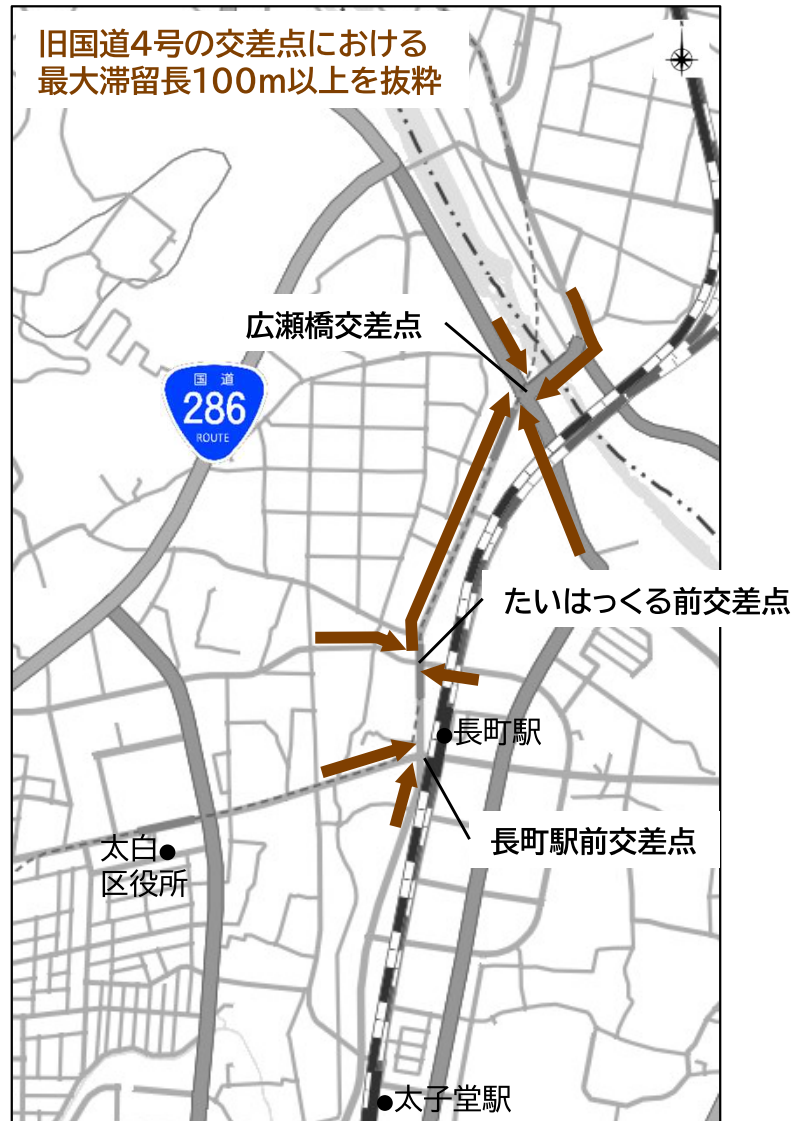 旧国道4号の交差点における
最大滞留長100m以上を抜粋
広瀬橋交差点
国道
286
ROUTE
たいはっくる前交差点
長町駅
長町駅前交差点
太白
区役所
太子堂駅